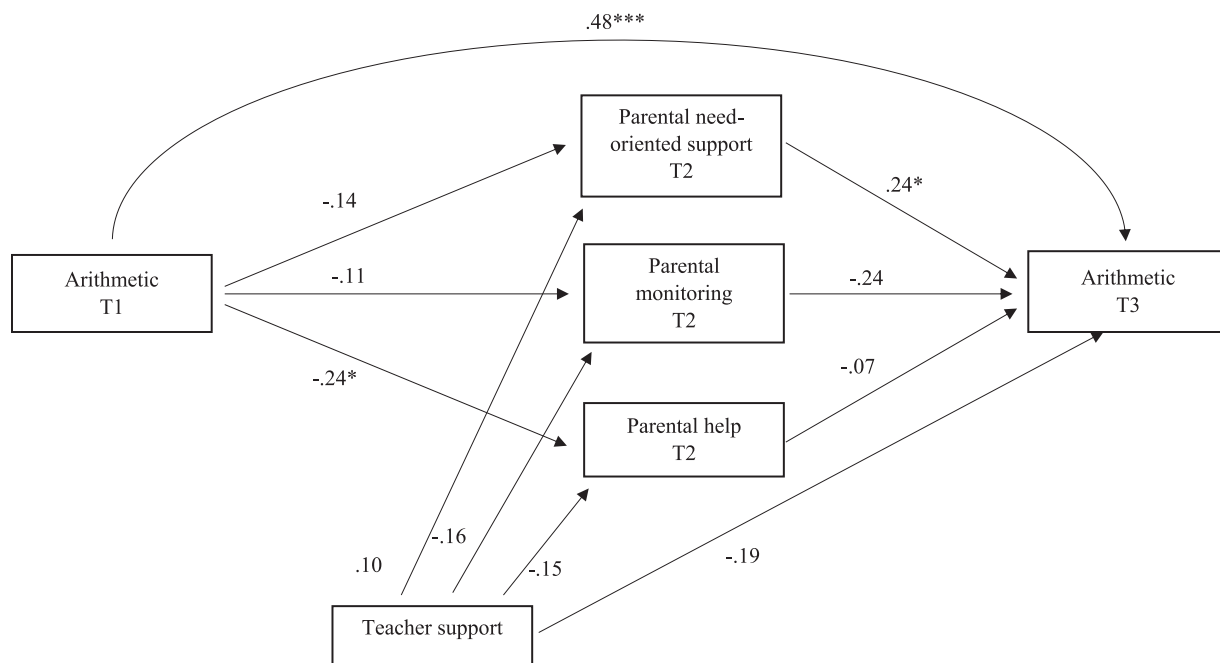 .48***
Parental need-
oriented support
T2
-.14
.24*
Arithmetic
T1
-.11
Parental
monitoring
T2
-.24
Arithmetic
T3
-.24*
-.07
Parental help
T2
.10
-.16
-.15
-.19
Teacher support